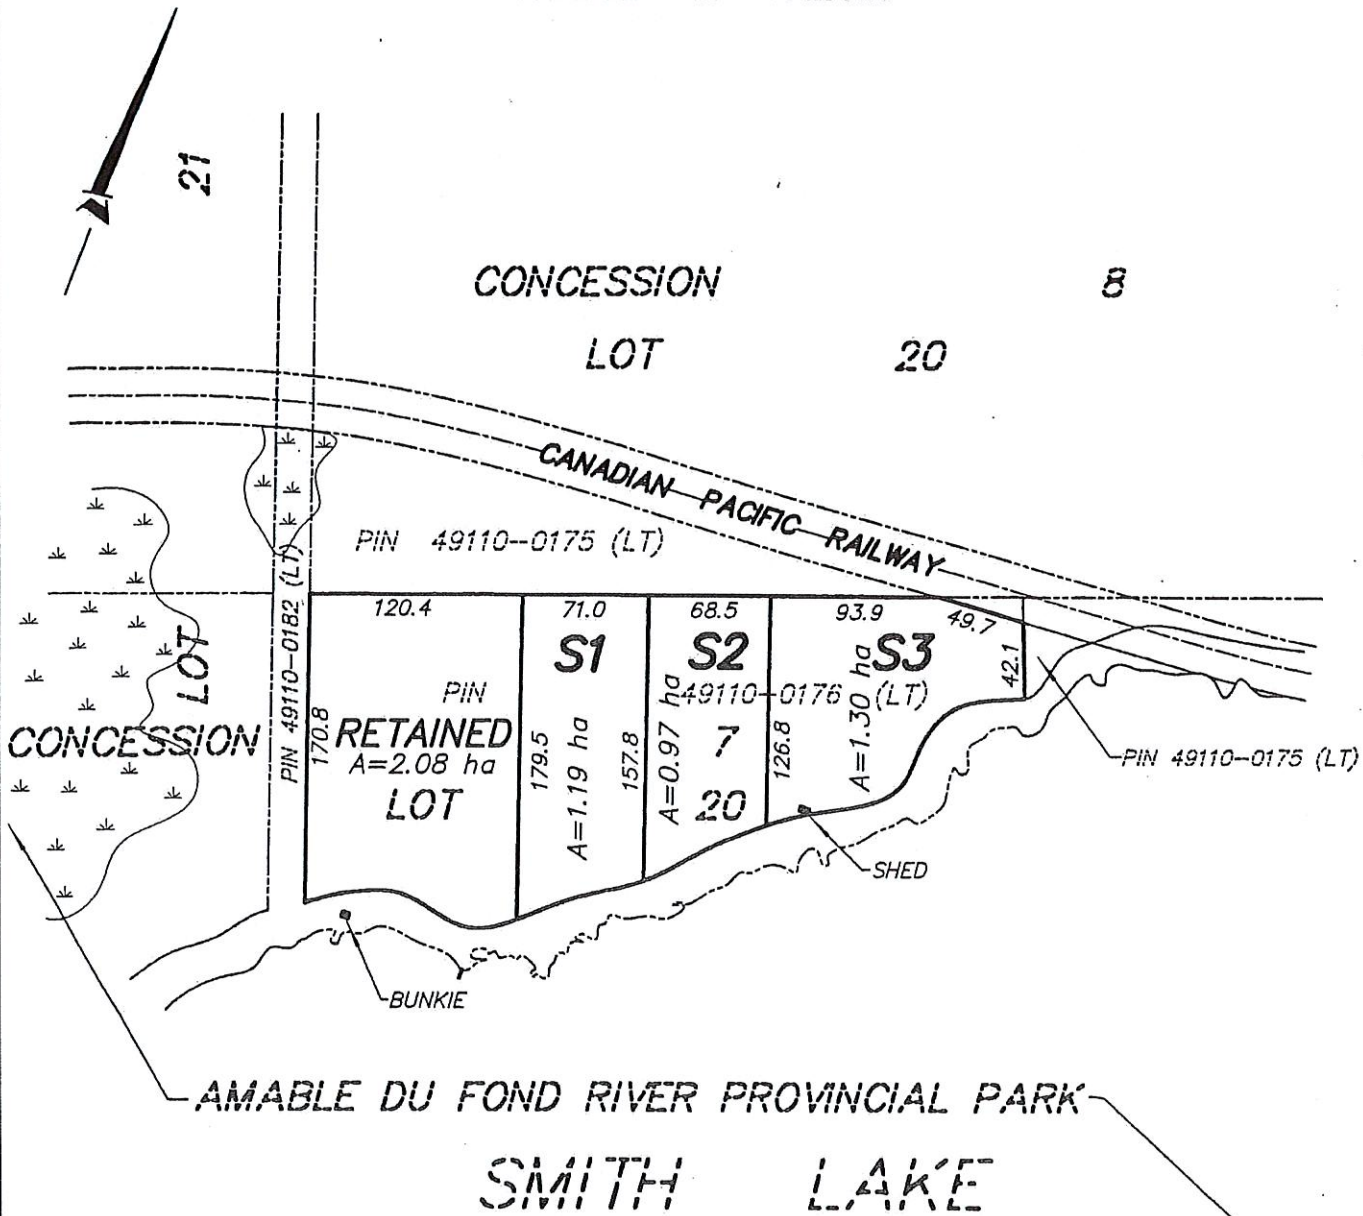 21
CONCESSION 8
LOT 20
CANADIAN PACIFIC RAILWAY
PIN 49110-0175 (LT)
PIN 49110-0182 (LT)
LOT
CONCESSION
120.4
71.0
68.5
93.9
49.7
S1
S2
S3
42.1
PIN
49110-0176 (LT)
170.8
RETAINED
A=2.08 ha
LOT
179.5
A=1.19 ha
157.8
A=0.97 ha
7
20
126.8
A=1.30 ha
PIN 49110-0175 (LT)
SHED
BUNKIE
AMABLE DU FOND RIVER PROVINCIAL PARK
SMITH LAKE